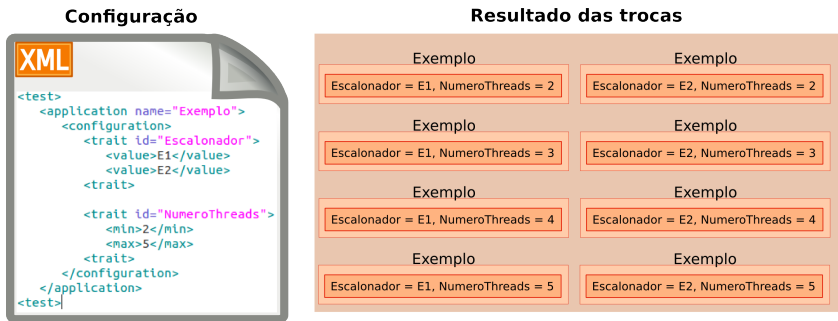 Configuração
XML
<test>
<application name="Exemplo">
<configuration>
<trait id="Escalonador">
<value>E1</value>
<value>E2</value>
<trait>
<trait id="NumeroThreads">
<min>2</min>
<max>5</max>
<trait>
</configuration>
</application>
<test>
Resultado das trocas
Exemplo
Escalonador = E1, NumeroThreads = 2
Exemplo
Escalonador = E2, NumeroThreads = 2
Exemplo
Escalonador = E1, NumeroThreads = 3
Exemplo
Escalonador = E2, NumeroThreads = 3
Exemplo
Escalonador = E1, NumeroThreads = 4
Exemplo
Escalonador = E2, NumeroThreads = 4
Exemplo
Escalonador = E1, NumeroThreads = 5
Exemplo
Escalonador = E2, NumeroThreads = 5